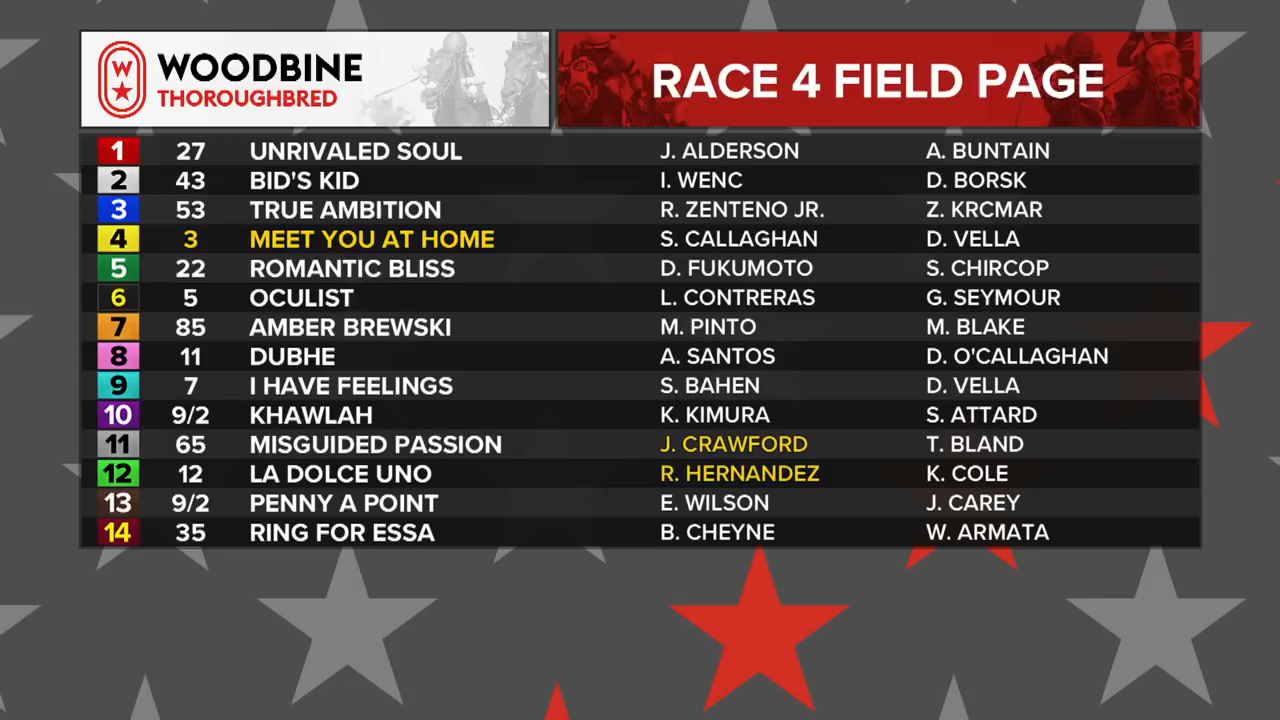 W
WOODBINE
THOROUGHBRED
RACE 4 FIELD PAGE
1 27 UNRIVALED SOUL J. ALDERSON A. BUNTAIN
2 43 BID'S KID I. WENC D. BORSK
3 53 TRUE AMBITION R. ZENTENO JR. Z. KRCMAR
4 3 MEET YOU AT HOME S. CALLAGHAN D. VELLA
5 22 ROMANTIC BLISS D. FUKUMOTO S. CHIRCOP
6 5 OCULIST L. CONTRERAS G. SEYMOUR
7 85 AMBER BREWSKI M. PINTO M. BLAKE
8 11 DUBHE A. SANTOS D. O'CALLAGHAN
9 7 I HAVE FEELINGS S. BAHEN D. VELLA
10 9/2 KHAWLAH K. KIMURA S. ATTARD
11 65 MISGUIDED PASSION J. CRAWFORD T. BLAND
12 12 LA DOLCE UNO R. HERNANDEZ K. COLE
13 9/2 PENNY A POINT E. WILSON J. CAREY
14 35 RING FOR ESSA B. CHEYNE W. ARMATA